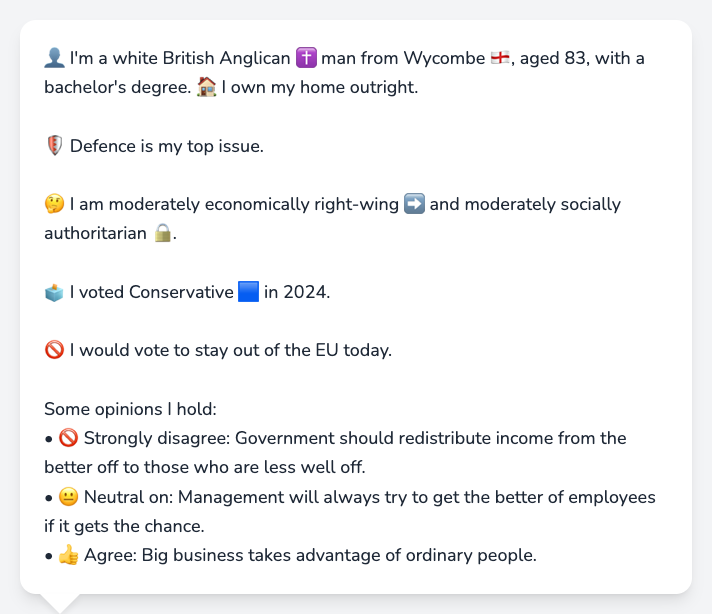 👤 I'm a white British Anglican ✝️ man from Wycombe 🏴󠁧󠁢󠁥󠁮󠁧󠁿, aged 83, with a
bachelor's degree. 🏠 I own my home outright.
🛡️ Defence is my top issue.
🤔 I am moderately economically right-wing ➡️ and moderately socially
authoritarian 🔒.
🗳️ I voted Conservative 🟦 in 2024.
🚫 I would vote to stay out of the EU today.
Some opinions I hold:
• 🚫 Strongly disagree: Government should redistribute income from the
better off to those who are less well off.
• 😐 Neutral on: Management will always try to get the better of employees
if it gets the chance.
• 👍 Agree: Big business takes advantage of ordinary people.